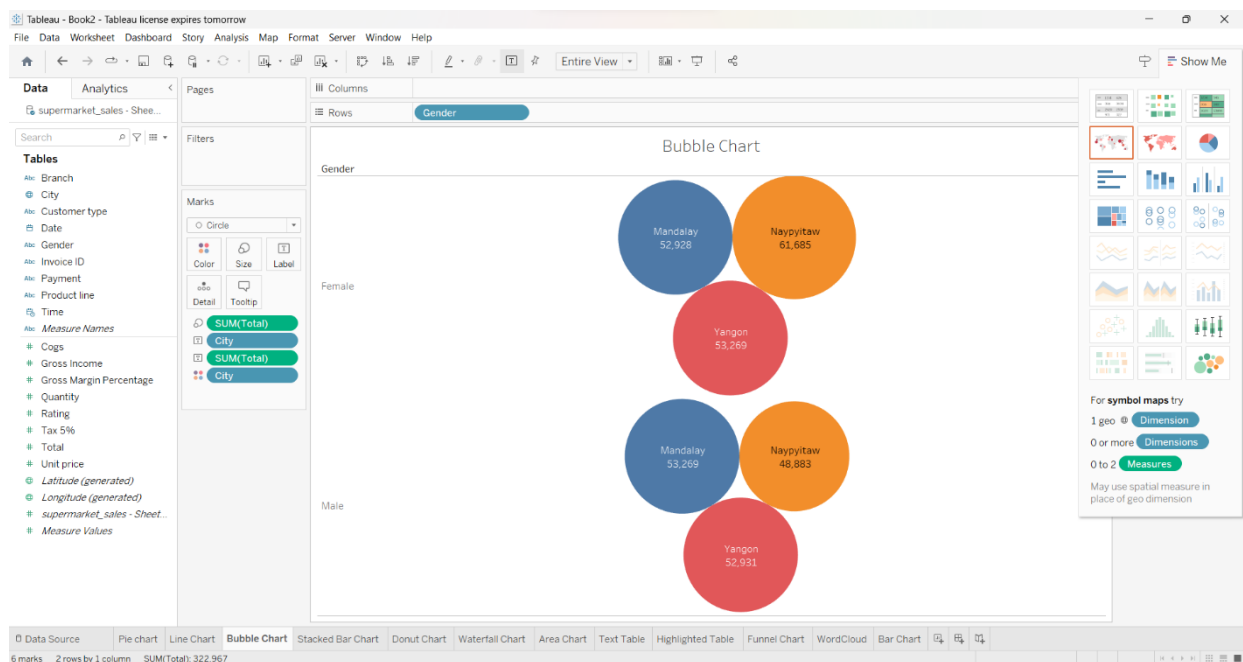 Tableau - Book2 - Tableau license expires tomorrow
File Data Worksheet Dashboard Story Analysis Map Format Server Window Help
Entire View
Show Me
Data Analytics
supermarket_sales - Shee...
Search
Tables
Abc Branch
City
Abc Customer type
Date
Abc Gender
Abc Invoice ID
Abc Payment
Abc Product line
Time
Abc Measure Names
# Cogs
# Gross Income
# Gross Margin Percentage
# Quantity
# Rating
# Tax 5%
# Total
# Unit price
Latitude (generated)
Longitude (generated)
# supermarket_sales - Sheet...
# Measure Values
Pages
Filters
Marks
Circle
Color Size Label
Detail Tooltip
SUM(Total)
City
SUM(Total)
City
Columns
Rows Gender
Bubble Chart
Gender
Female
Mandalay
52,928
Naypyitaw
61,685
Yangon
53,269
Male
Mandalay
53,269
Naypyitaw
48,883
Yangon
52,931
For symbol maps try
1 geo Dimension
0 or more Dimensions
0 to 2 Measures
May use spatial measure in
place of geo dimension
Data Source Pie chart Line Chart Bubble Chart Stacked Bar Chart Donut Chart Waterfall Chart Area Chart Text Table Highlighted Table Funnel Chart WordCloud Bar Chart
6 marks 2 rows by 1 column SUM(Total): 322,967